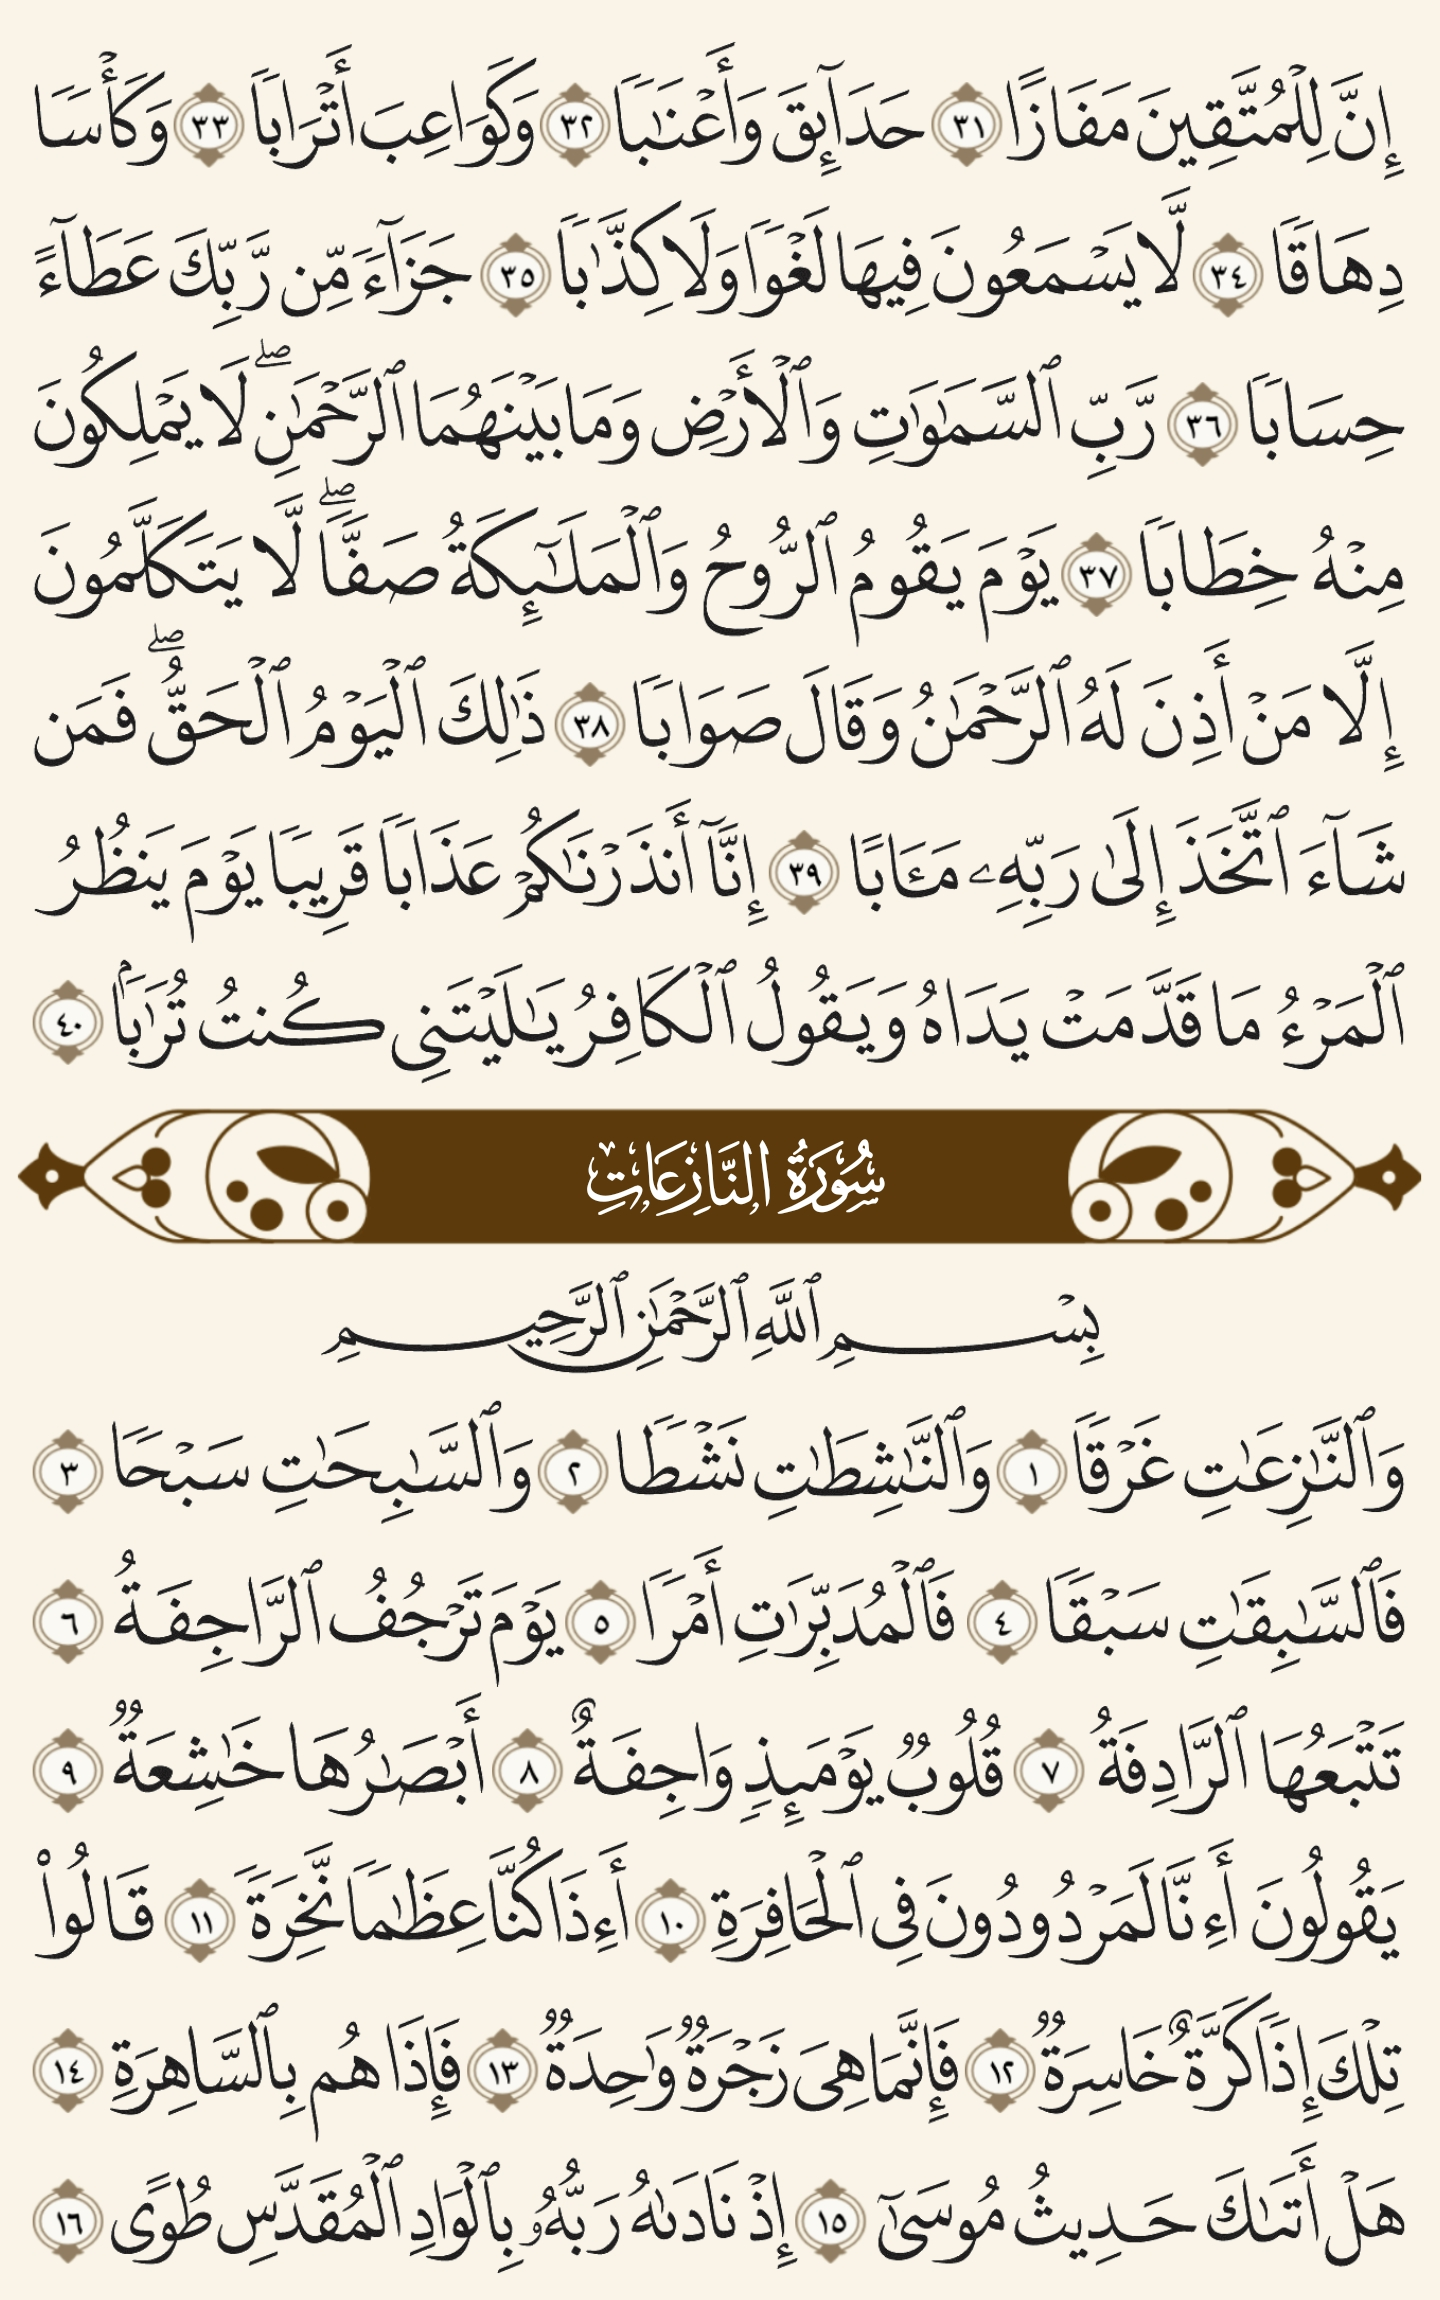 إِنَّ لِلْمُتَّقِينَ مَفَازًا ٣١ حَدَآئِقَ وَأَعْنَٰبًا ٣٢ وَكَوَاعِبَ أَتْرَابًا ٣٣ وَكَأْسًا
دِهَاقًا ٣٤ لَّا يَسْمَعُونَ فِيهَا لَغْوًا وَلَا كِذَّٰبًا ٣٥ جَزَآءً مِّن رَّبِّكَ عَطَآءً
حِسَابًا ٣٦ رَّبِّ ٱلسَّمَٰوَٰتِ وَٱلْأَرْضِ وَمَا بَيْنَهُمَا ٱلرَّحْمَٰنِ ۖ لَا يَمْلِكُونَ
مِنْهُ خِطَابًا ٣٧ يَوْمَ يَقُومُ ٱلرُّوحُ وَٱلْمَلَٰٓئِكَةُ صَفًّا ۖ لَّا يَتَكَلَّمُونَ
إِلَّا مَنْ أَذِنَ لَهُ ٱلرَّحْمَٰنُ وَقَالَ صَوَابًا ٣٨ ذَٰلِكَ ٱلْيَوْمُ ٱلْحَقُّ ۖ فَمَن
شَآءَ ٱتَّخَذَ إِلَىٰ رَبِّهِۦ مَـَٔابًا ٣٩ إِنَّآ أَنذَرْنَٰكُمْ عَذَابًا قَرِيبًا يَوْمَ يَنظُرُ
ٱلْمَرْءُ مَا قَدَّمَتْ يَدَاهُ وَيَقُولُ ٱلْكَافِرُ يَٰلَيْتَنِى كُنتُ تُرَٰبَۢا ٤٠
سُورَةُ النَّازِعَاتِ
بِسْمِ ٱللَّهِ ٱلرَّحْمَٰنِ ٱلرَّحِيمِ
وَٱلنَّٰزِعَٰتِ غَرْقًا ١ وَٱلنَّٰشِطَٰتِ نَشْطًا ٢ وَٱلسَّٰبِحَٰتِ سَبْحًا ٣
فَٱلسَّٰبِقَٰتِ سَبْقًا ٤ فَٱلْمُدَبِّرَٰتِ أَمْرًا ٥ يَوْمَ تَرْجُفُ ٱلرَّاجِفَةُ ٦
تَتْبَعُهَا ٱلرَّادِفَةُ ٧ قُلُوبٌ يَوْمَئِذٍ وَاجِفَةٌ ٨ أَبْصَٰرُهَا خَٰشِعَةٌ ٩
يَقُولُونَ أَءِنَّا لَمَرْدُودُونَ فِى ٱلْحَافِرَةِ ١٠ أَءِذَا كُنَّا عِظَٰمًا نَّخِرَةً ١١ قَالُوا۟
تِلْكَ إِذًا كَرَّةٌ خَاسِرَةٌ ١٢ فَإِنَّمَا هِىَ زَجْرَةٌ وَٰحِدَةٌ ١٣ فَإِذَا هُم بِٱلسَّاهِرَةِ ١٤
هَلْ أَتَىٰكَ حَدِيثُ مُوسَىٰٓ ١٥ إِذْ نَادَىٰهُ رَبُّهُۥ بِٱلْوَادِ ٱلْمُقَدَّسِ طُوًى ١٦